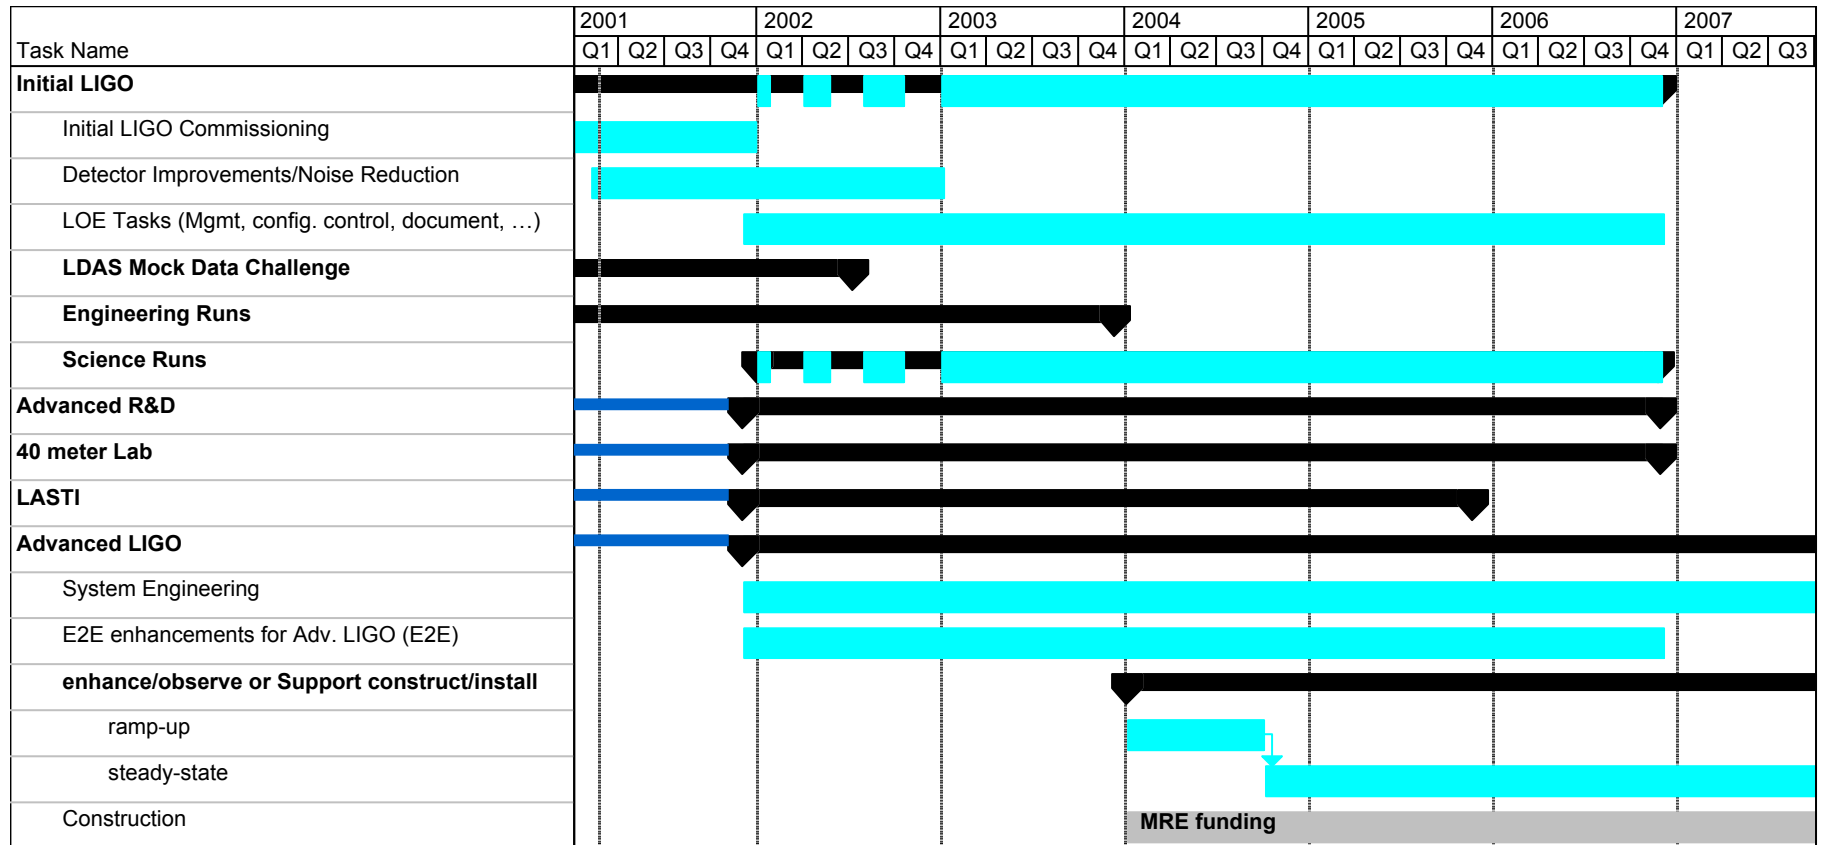 2001 2002 2003 2004 2005 2006 2007
Task Name Q1 Q2 Q3 Q4 Q1 Q2 Q3 Q4 Q1 Q2 Q3 Q4 Q1 Q2 Q3 Q4 Q1 Q2 Q3 Q4 Q1 Q2 Q3 Q4 Q1 Q2 Q3
Initial LIGO
Initial LIGO Commissioning
Detector Improvements/Noise Reduction
LOE Tasks (Mgmt, config. control, document, …)
LDAS Mock Data Challenge
Engineering Runs
Science Runs
Advanced R&D
40 meter Lab
LASTI
Advanced LIGO
System Engineering
E2E enhancements for Adv. LIGO (E2E)
enhance/observe or Support construct/install
ramp-up
steady-state
Construction MRE funding